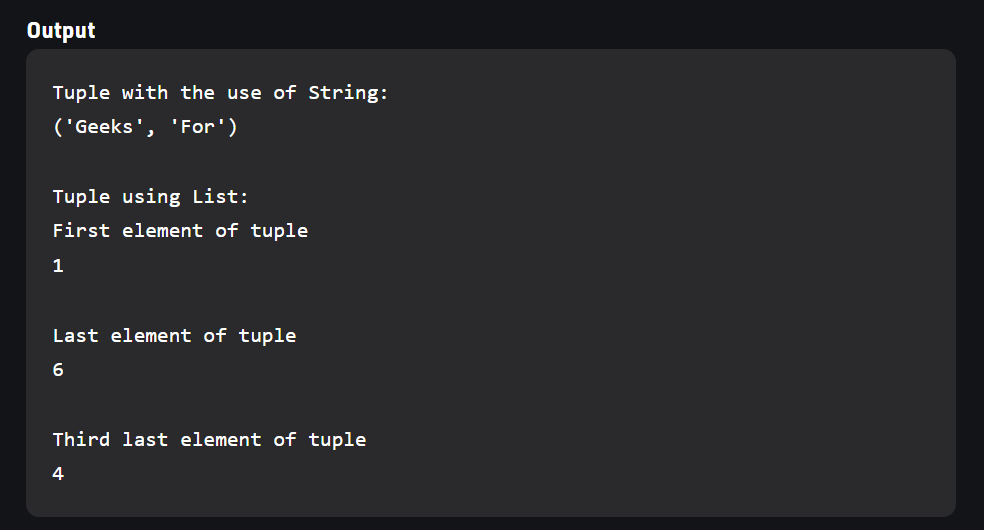 Output
Tuple with the use of String:
('Geeks', 'For')
Tuple using List:
First element of tuple
1
Last element of tuple
6
Third last element of tuple
4